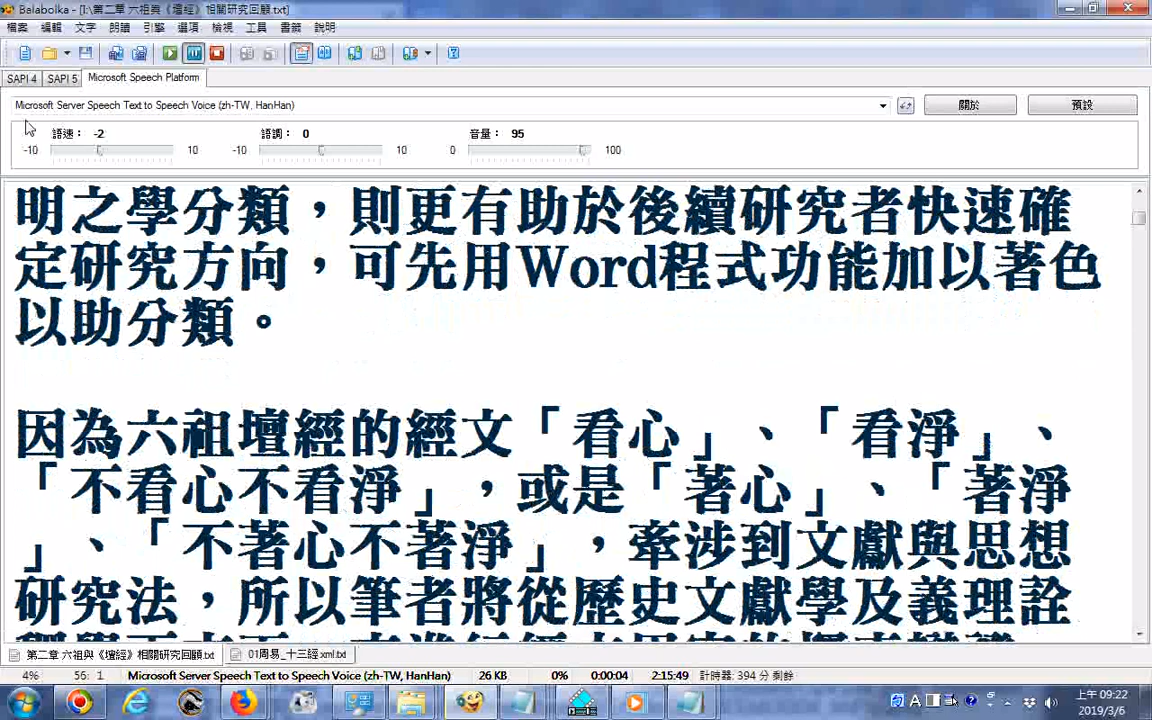 Balabolka - [I:\第二章 六祖與《壇經》相關研究回顧.txt]
檔案 編輯 文字 朗讀 引擎 選項 檢視 工具 書籤 說明
SAPI 4 SAPI 5 Microsoft Speech Platform
Microsoft Server Speech Text to Speech Voice (zh-TW, HanHan) 關於 預設
語速： -2 語調： 0 音量： 95
-10 10 -10 10 0 100
明之學分類，則更有助於後續研究者快速確
定研究方向，可先用Word程式功能加以著色
以助分類。
因為六祖壇經的經文「看心」、「看淨」、
「不看心不看淨」，或是「著心」、「著淨
」、「不著心不著淨」，牽涉到文獻與思想
研究法，所以筆者將從歷史文獻學及義理詮
第二章 六祖與《壇經》相關研究回顧.txt 01周易_十三經.xml.txt
4% 56: 1 Microsoft Server Speech Text to Speech Voice (zh-TW, HanHan) 26 KB 0% 0:00:04 2:15:49 計時器: 394 分 剩餘
上午 09:22
2019/3/6